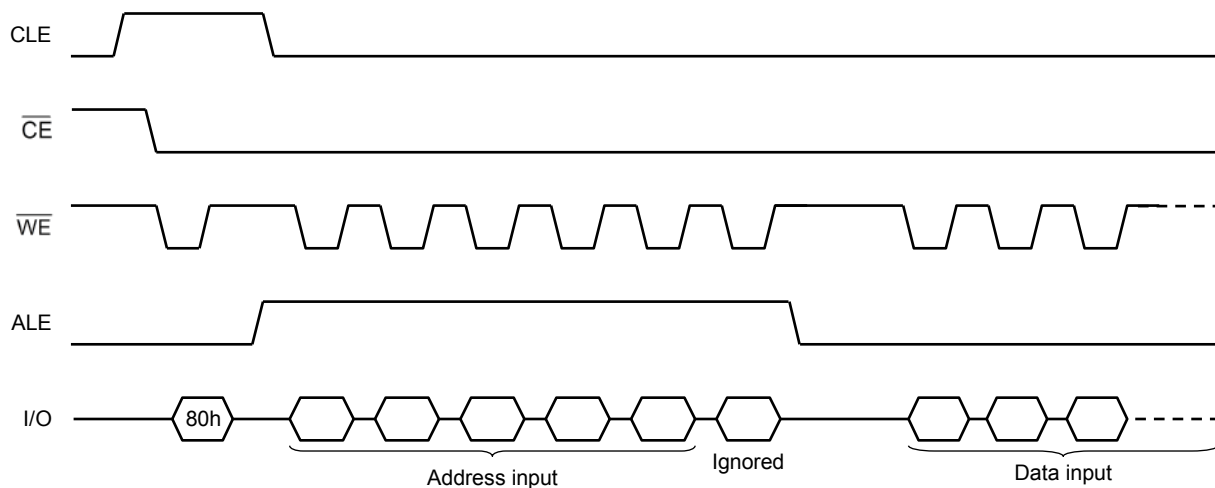 CLE
CE
WE
ALE
I/O 80h
Address input Ignored Data input